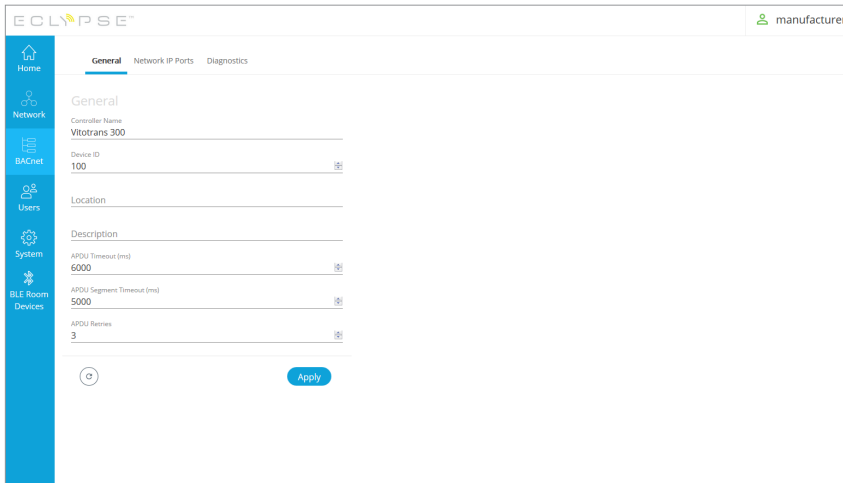 ECLYPSE™
manufacturer
Home
Network
BACnet
Users
System
BLE Room
Devices
General Network IP Ports Diagnostics
General
Controller Name
Vitotrans 300
Device ID
100
Location
Description
APDU Timeout (ms)
6000
APDU Segment Timeout (ms)
5000
APDU Retries
3
Apply